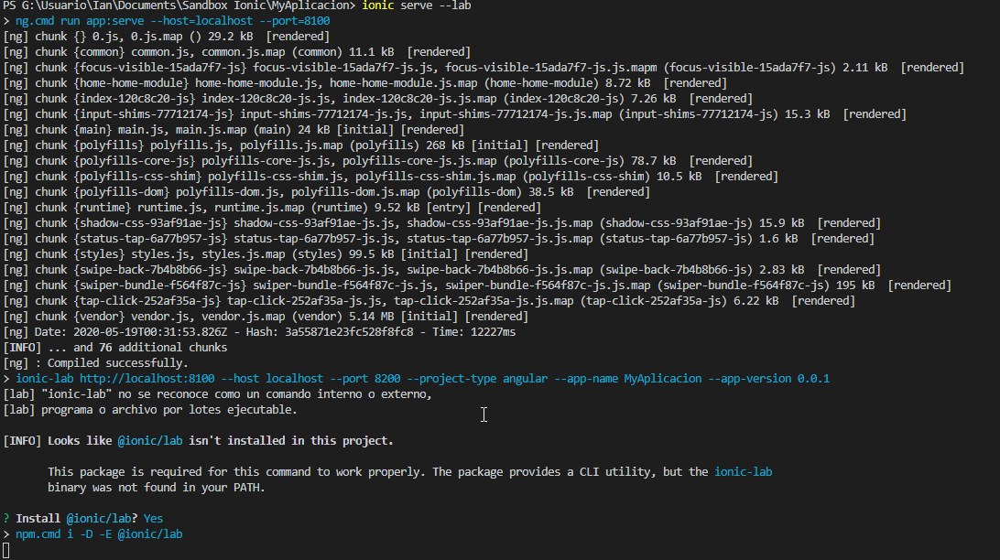 PS G:\Usuario\Ian\Documents\Sandbox Ionic\MyAplicacion> ionic serve --lab
> ng.cmd run app:serve --host=localhost --port=8100
[ng] chunk {} 0.js, 0.js.map () 29.2 kB  [rendered]
[ng] chunk {common} common.js, common.js.map (common) 11.1 kB  [rendered]
[ng] chunk {focus-visible-15ada7f7-js} focus-visible-15ada7f7-js.js, focus-visible-15ada7f7-js.js.mapm (focus-visible-15ada7f7-js) 2.11 kB  [rendered]
[ng] chunk {home-home-module} home-home-module.js, home-home-module.js.map (home-home-module) 8.72 kB  [rendered]
[ng] chunk {index-120c8c20-js} index-120c8c20-js.js, index-120c8c20-js.js.map (index-120c8c20-js) 7.26 kB  [rendered]
[ng] chunk {input-shims-77712174-js} input-shims-77712174-js.js, input-shims-77712174-js.js.map (input-shims-77712174-js) 15.3 kB  [rendered]
[ng] chunk {main} main.js, main.js.map (main) 24 kB [initial] [rendered]
[ng] chunk {polyfills} polyfills.js, polyfills.js.map (polyfills) 268 kB [initial] [rendered]
[ng] chunk {polyfills-core-js} polyfills-core-js.js, polyfills-core-js.js.map (polyfills-core-js) 78.7 kB  [rendered]
[ng] chunk {polyfills-css-shim} polyfills-css-shim.js, polyfills-css-shim.js.map (polyfills-css-shim) 10.5 kB  [rendered]
[ng] chunk {polyfills-dom} polyfills-dom.js, polyfills-dom.js.map (polyfills-dom) 38.5 kB  [rendered]
[ng] chunk {runtime} runtime.js, runtime.js.map (runtime) 9.52 kB [entry] [rendered]
[ng] chunk {shadow-css-93af91ae-js} shadow-css-93af91ae-js.js, shadow-css-93af91ae-js.js.map (shadow-css-93af91ae-js) 15.9 kB  [rendered]
[ng] chunk {status-tap-6a77b957-js} status-tap-6a77b957-js.js, status-tap-6a77b957-js.js.map (status-tap-6a77b957-js) 1.6 kB  [rendered]
[ng] chunk {styles} styles.js, styles.js.map (styles) 99.5 kB [initial] [rendered]
[ng] chunk {swipe-back-7b4b8b66-js} swipe-back-7b4b8b66-js.js, swipe-back-7b4b8b66-js.js.map (swipe-back-7b4b8b66-js) 2.83 kB  [rendered]
[ng] chunk {swiper-bundle-f564f87c-js} swiper-bundle-f564f87c-js.js, swiper-bundle-f564f87c-js.js.map (swiper-bundle-f564f87c-js) 195 kB  [rendered]
[ng] chunk {tap-click-252af35a-js} tap-click-252af35a-js.js, tap-click-252af35a-js.js.map (tap-click-252af35a-js) 6.22 kB  [rendered]
[ng] chunk {vendor} vendor.js, vendor.js.map (vendor) 5.14 MB [initial] [rendered]
[ng] Date: 2020-05-19T00:31:53.826Z - Hash: 3a55871e23fc528f8fc8 - Time: 12227ms
[INFO] ... and 76 additional chunks
[ng] : Compiled successfully.
> ionic-lab http://localhost:8100 --host localhost --port 8200 --project-type angular --app-name MyAplicacion --app-version 0.0.1
[lab] "ionic-lab" no se reconoce como un comando interno o externo,
[lab] programa o archivo por lotes ejecutable.
[INFO] Looks like @ionic/lab isn't installed in this project.
This package is required for this command to work properly. The package provides a CLI utility, but the ionic-lab
binary was not found in your PATH.
? Install @ionic/lab? Yes
> npm.cmd i -D -E @ionic/lab